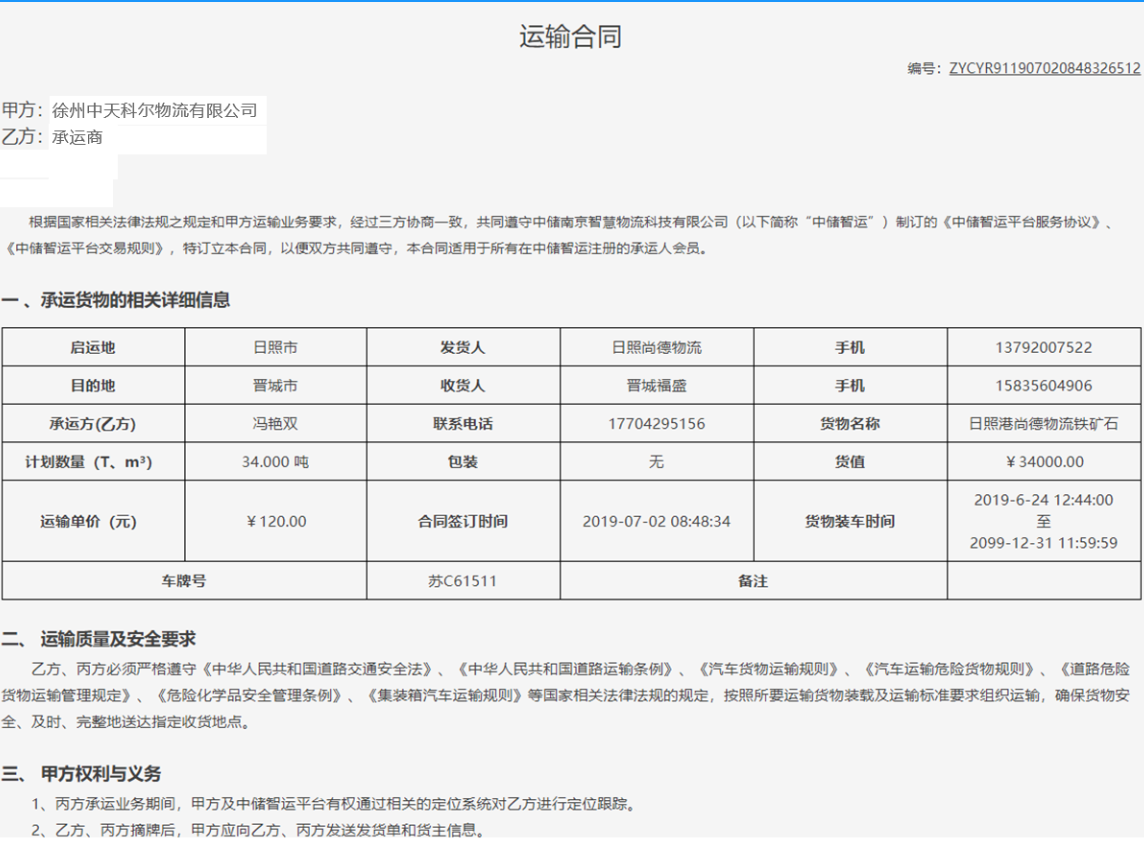 运输合同
编号：ZYCYR911907020848326512
甲方：徐州中天科尔物流有限公司
乙方：承运商
根据国家相关法律法规之规定和甲方运输业务要求，经过三方协商一致，共同遵守中储南京智慧物流科技有限公司（以下简称“中储智运”）制订的《中储智运平台服务协议》、
《中储智运平台交易规则》，特订立本合同，以便双方共同遵守，本合同适用于所有在中储智运注册的承运人会员。
一、承运货物的相关详细信息
启运地 日照市 发货人 日照尚德物流 手机 13792007522
目的地 晋城市 收货人 晋城福盛 手机 15835604906
承运方(乙方) 冯艳双 联系电话 17704295156 货物名称 日照港尚德物流铁矿石
计划数量（T、m³） 34.000 吨 包装 无 货值 ¥34000.00
运输单价（元） ¥120.00 合同签订时间 2019-07-02 08:48:34 货物装车时间 2019-6-24 12:44:00
至
2099-12-31 11:59:59
车牌号 苏C61511 备注
二、 运输质量及安全要求
乙方、丙方必须严格遵守《中华人民共和国道路交通安全法》、《中华人民共和国道路运输条例》、《汽车货物运输规则》、《汽车运输危险货物规则》、《道路危险
货物运输管理规定》、《危险化学品安全管理条例》、《集装箱汽车运输规则》等国家相关法律法规的规定，按照所要运输货物装载及运输标准要求组织运输，确保货物安
全、及时、完整地送达指定收货地点。
三、 甲方权利与义务
1、丙方承运业务期间，甲方及中储智运平台有权通过相关的定位系统对乙方进行定位跟踪。
2、乙方、丙方摘牌后，甲方应向乙方、丙方发送发货单和货主信息。